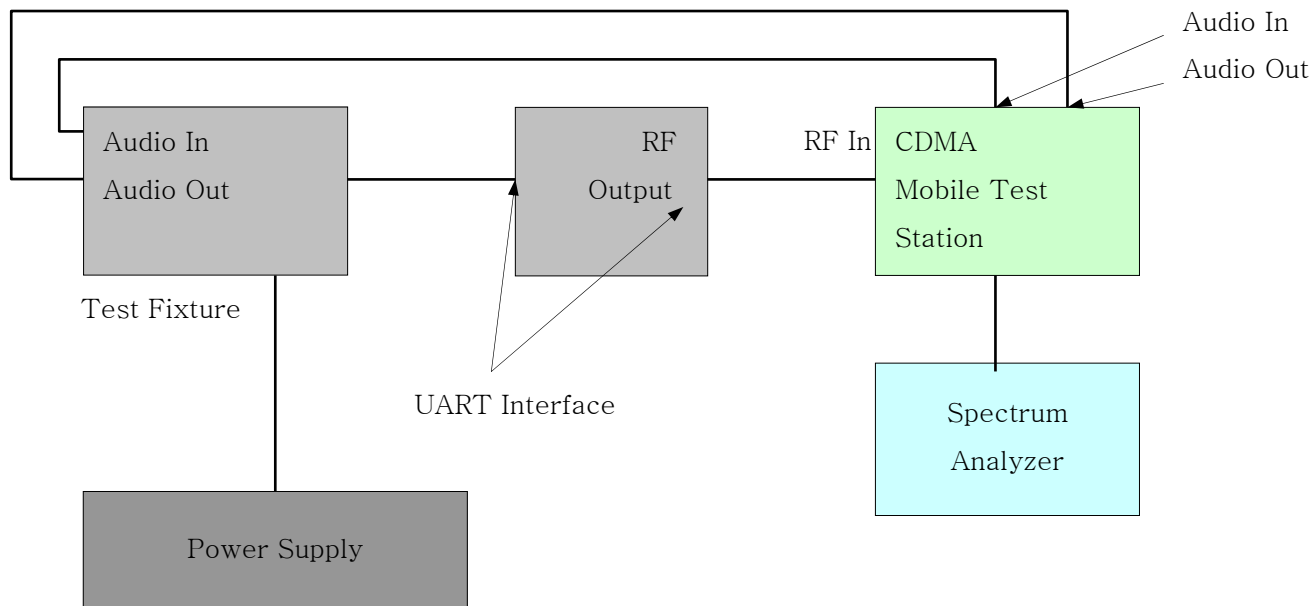 Audio In
Audio Out
Audio In
Audio Out
RF
Output
RF In
CDMA
Mobile Test
Station
Test Fixture
UART Interface
Spectrum
Analyzer
Power Supply